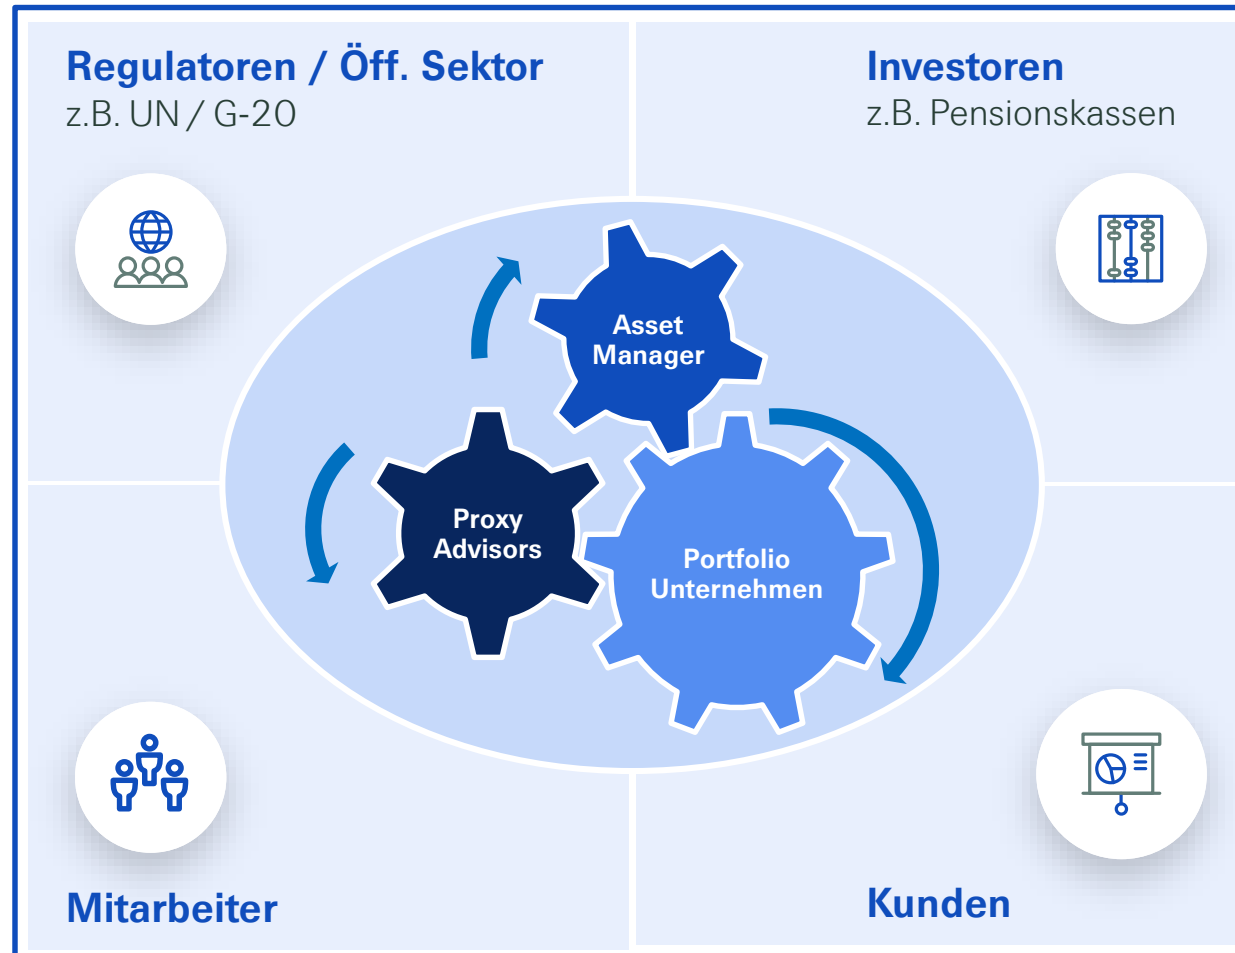 Regulatoren / Öff. Sektor
z.B. UN / G-20
Investoren
z.B. Pensionskassen
Asset
Manager
Proxy
Advisors
Portfolio
Unternehmen
Mitarbeiter
Kunden